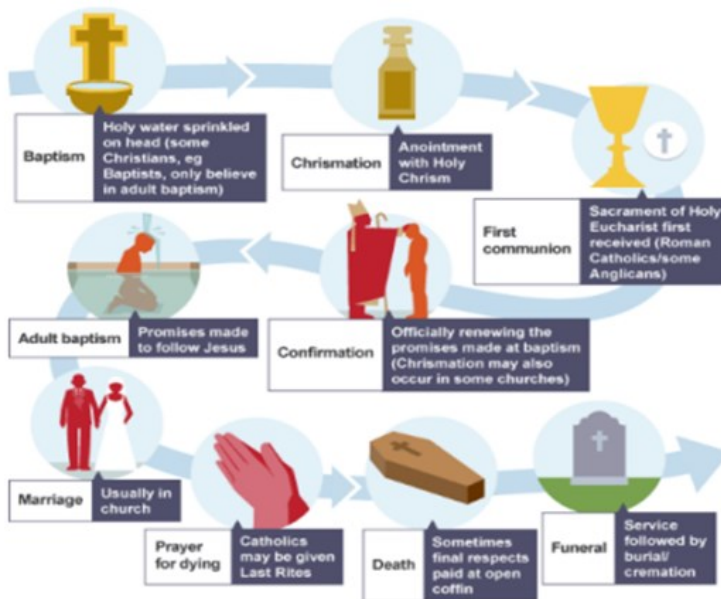 Baptism
Holy water sprinkled
on head (some
Christians, eg
Baptists, only believe
in adult baptism)
Chrismation
Anointment
with Holy
Chrism
First
communion
Sacrament of Holy
Eucharist first
received (Roman
Catholics/some
Anglicans)
Confirmation
Officially renewing the
promises made at baptism
(Chrismation may also
occur in some churches)
Adult baptism
Promises made
to follow Jesus
Marriage
Usually in
church
Prayer
for dying
Catholics
may be given
Last Rites
Death
Sometimes
final respects
paid at open
coffin
Funeral
Service
followed by
burial/
cremation